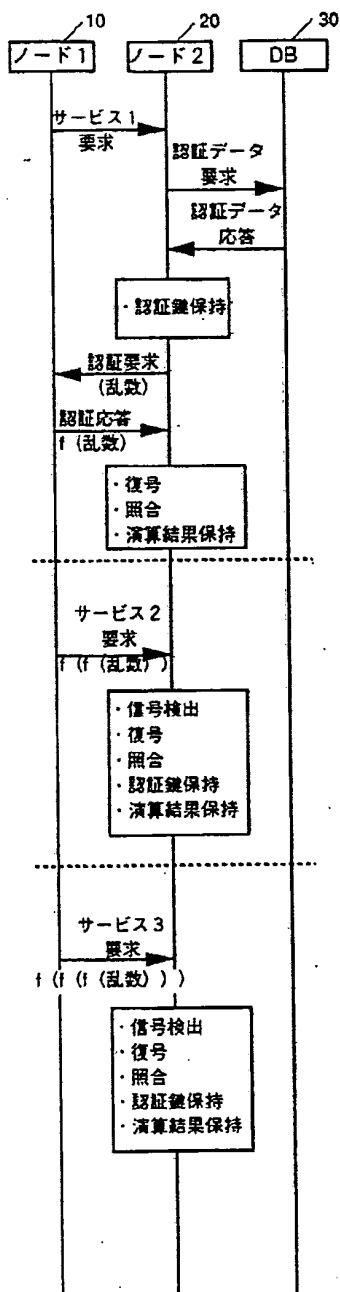 10
20
30
ノード1
ノード2
DB
サービス1
要求
認証データ
要求
認証データ
応答
・認証鍵保持
認証要求
(乱数)
認証応答
f (乱数)
・復号
・照合
・演算結果保持
サービス2
要求
f (f (乱数) )
・信号検出
・復号
・照合
・認証鍵保持
・演算結果保持
サービス3
要求
f (f (f (乱数) ) )
・信号検出
・復号
・照合
・認証鍵保持
・演算結果保持